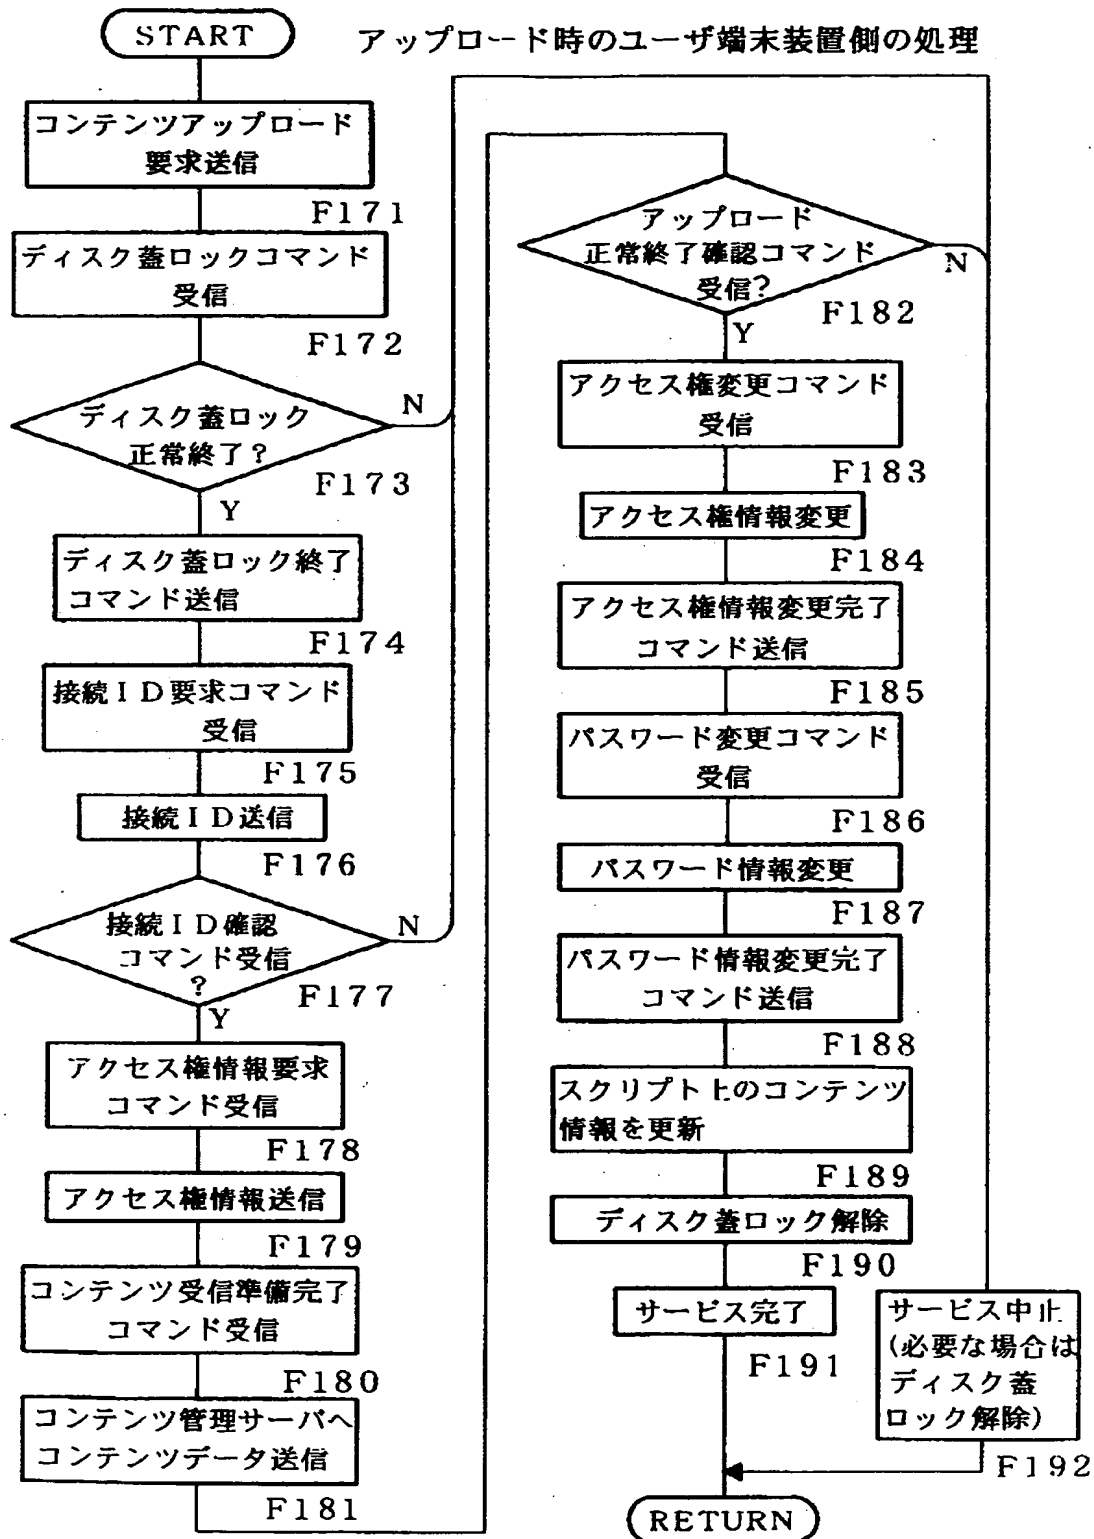 START
アップロード時のユーザ端末装置側の処理
コンテンツアップロード
要求送信
F171
ディスク蓋ロックコマンド
受信
F172
ディスク蓋ロック
正常終了?
N
F173
Y
ディスク蓋ロック終了
コマンド送信
F174
接続ID要求コマンド
受信
F175
接続ID送信
F176
接続ID確認
コマンド受信
?
N
F177
Y
アクセス権情報要求
コマンド受信
F178
アクセス権情報送信
F179
コンテンツ受信準備完了
コマンド受信
F180
コンテンツ管理サーバへ
コンテンツデータ送信
F181
アップロード
正常終了確認コマンド
受信?
N
F182
Y
アクセス権変更コマンド
受信
F183
アクセス権情報変更
F184
アクセス権情報変更完了
コマンド送信
F185
パスワード変更コマンド
受信
F186
パスワード情報変更
F187
パスワード情報変更完了
コマンド送信
F188
スクリプト上のコンテンツ
情報を更新
F189
ディスク蓋ロック解除
F190
サービス完了
F191
サービス中止
(必要な場合は
ディスク蓋
ロック解除)
F192
RETURN